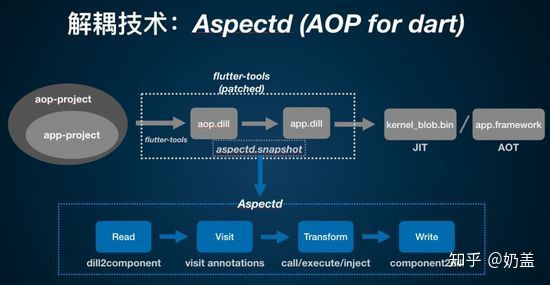 解耦技术：Aspectd (AOP for dart)
flutter-tools
(patched)
aop-project
app-project
flutter-tools
aop.dill
app.dill
aspectd.snapshot
kernel_blob.bin
/
app.framework
JIT
AOT
Aspectd
Read
Visit
Transform
Write
dill2component
visit annotations
call/execute/inject
知乎 @奶盖